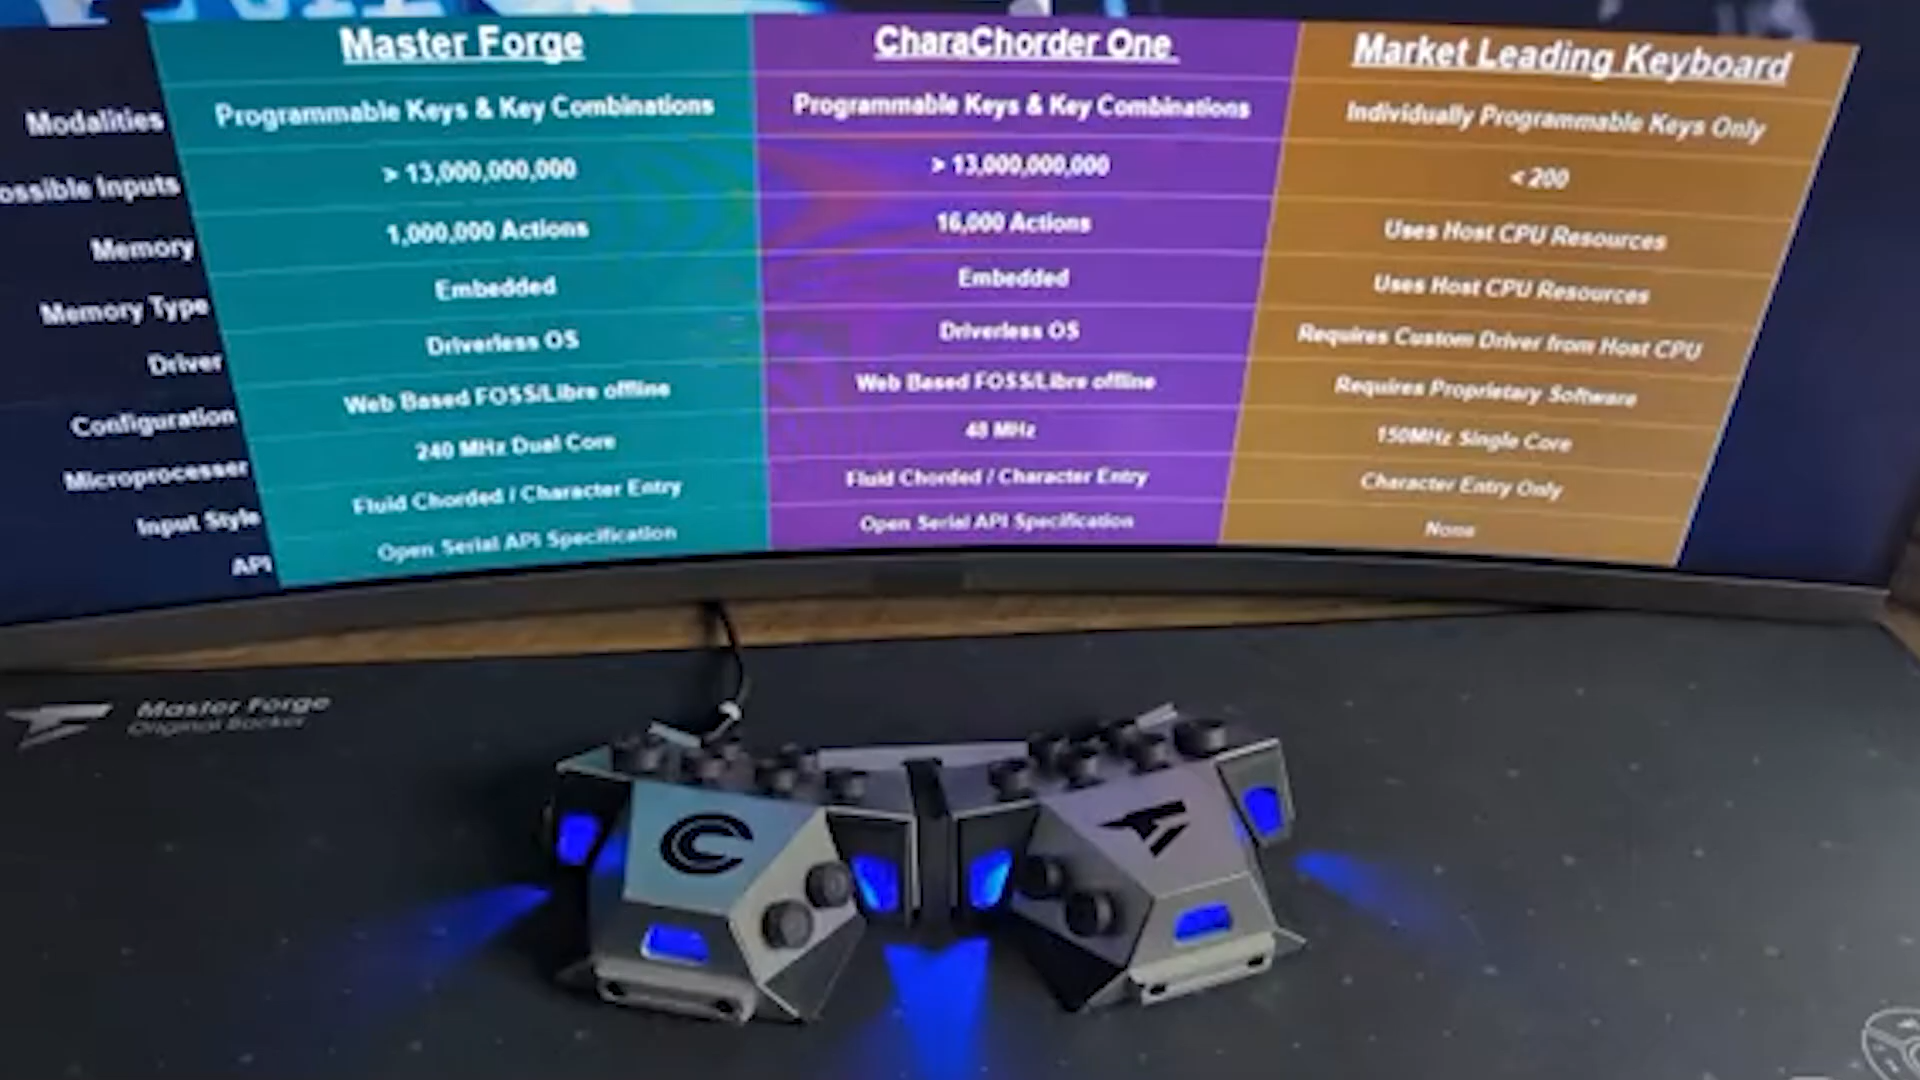 Master Forge CharaChorder One Market Leading Keyboard
Modalities Programmable Keys & Key Combinations Programmable Keys & Key Combinations Individually Programmable Keys Only
ossible Inputs > 13,000,000,000 > 13,000,000,000 < 200
Memory 1,000,000 Actions 16,000 Actions Uses Host CPU Resources
Memory Type Embedded Embedded Uses Host CPU Resources
Driver Driverless OS Driverless OS Requires Custom Driver from Host CPU
Configuration Web Based FOSS/Libre offline Web Based FOSS/Libre offline Requires Proprietary Software
Microprocesser 240 MHz Dual Core 48 MHz 150MHz Single Core
Input Style Fluid Chorded / Character Entry Fluid Chorded / Character Entry Character Entry Only
API Open Serial API Specification Open Serial API Specification None
Master Forge
Original Backer